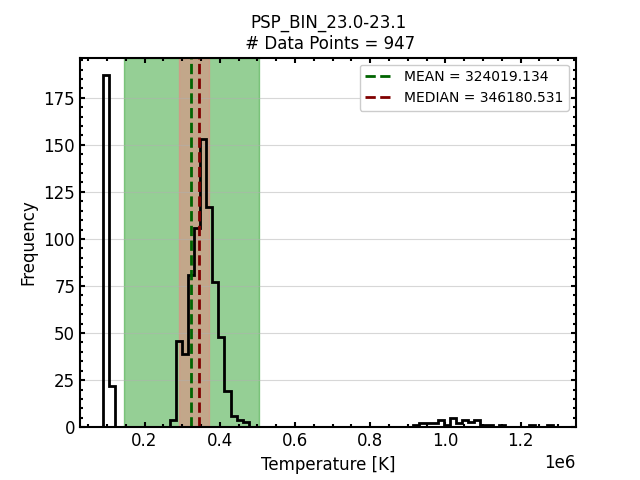 PSP_BIN_23.0-23.1
# Data Points = 947
MEAN = 324019.134
MEDIAN = 346180.531
Frequency
175
150
125
100
75
50
25
0
0.2 0.4 0.6 0.8 1.0 1.2
1e6
Temperature [K]